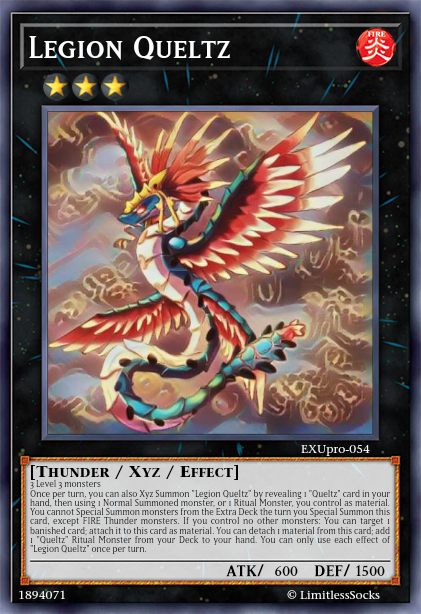 Legion Queltz
FIRE
炎
EXUpro-054
[Thunder / Xyz / Effect]
3 Level 3 monsters
Once per turn, you can also Xyz Summon "Legion Queltz" by revealing 1 "Queltz" card in your
hand, then using 1 Normal Summoned monster, or 1 Ritual Monster, you control as material.
You cannot Special Summon monsters from the Extra Deck the turn you Special Summon this
card, except FIRE Thunder monsters. If you control no other monsters: You can target 1
banished card; attach it to this card as material. You can detach 1 material from this card; add
1 "Queltz" Ritual Monster from your Deck to your hand. You can only use each effect of
"Legion Queltz" once per turn.
ATK/ 600 DEF/ 1500
1894071 © LimitlessSocks